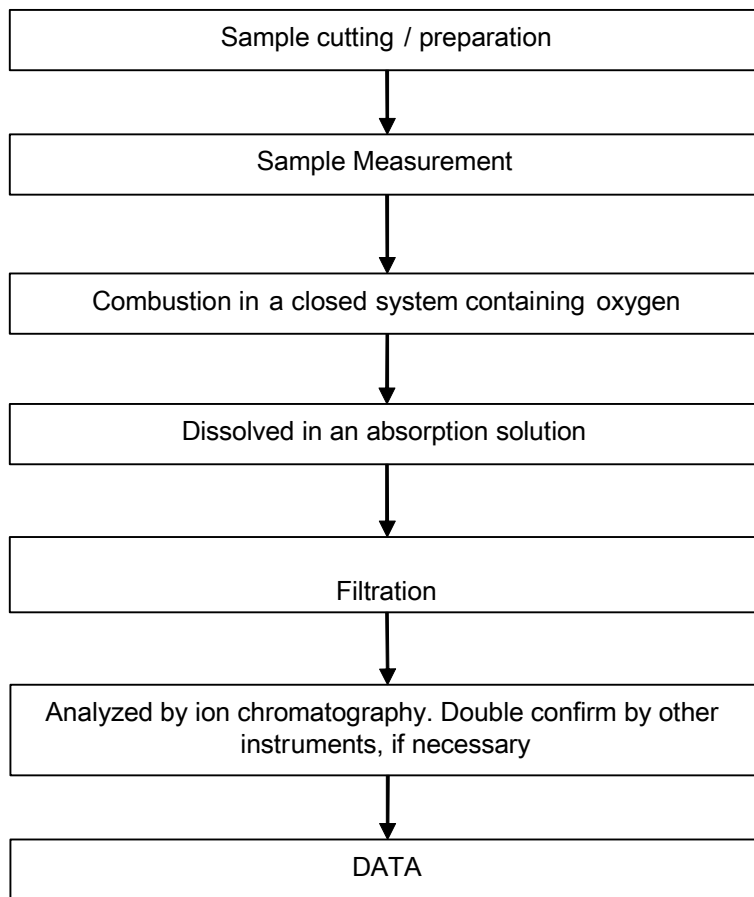 Sample cutting / preparation
Sample Measurement
Combustion in a closed system containing oxygen
Dissolved in an absorption solution
Filtration
Analyzed by ion chromatography. Double confirm by other
instruments, if necessary
DATA